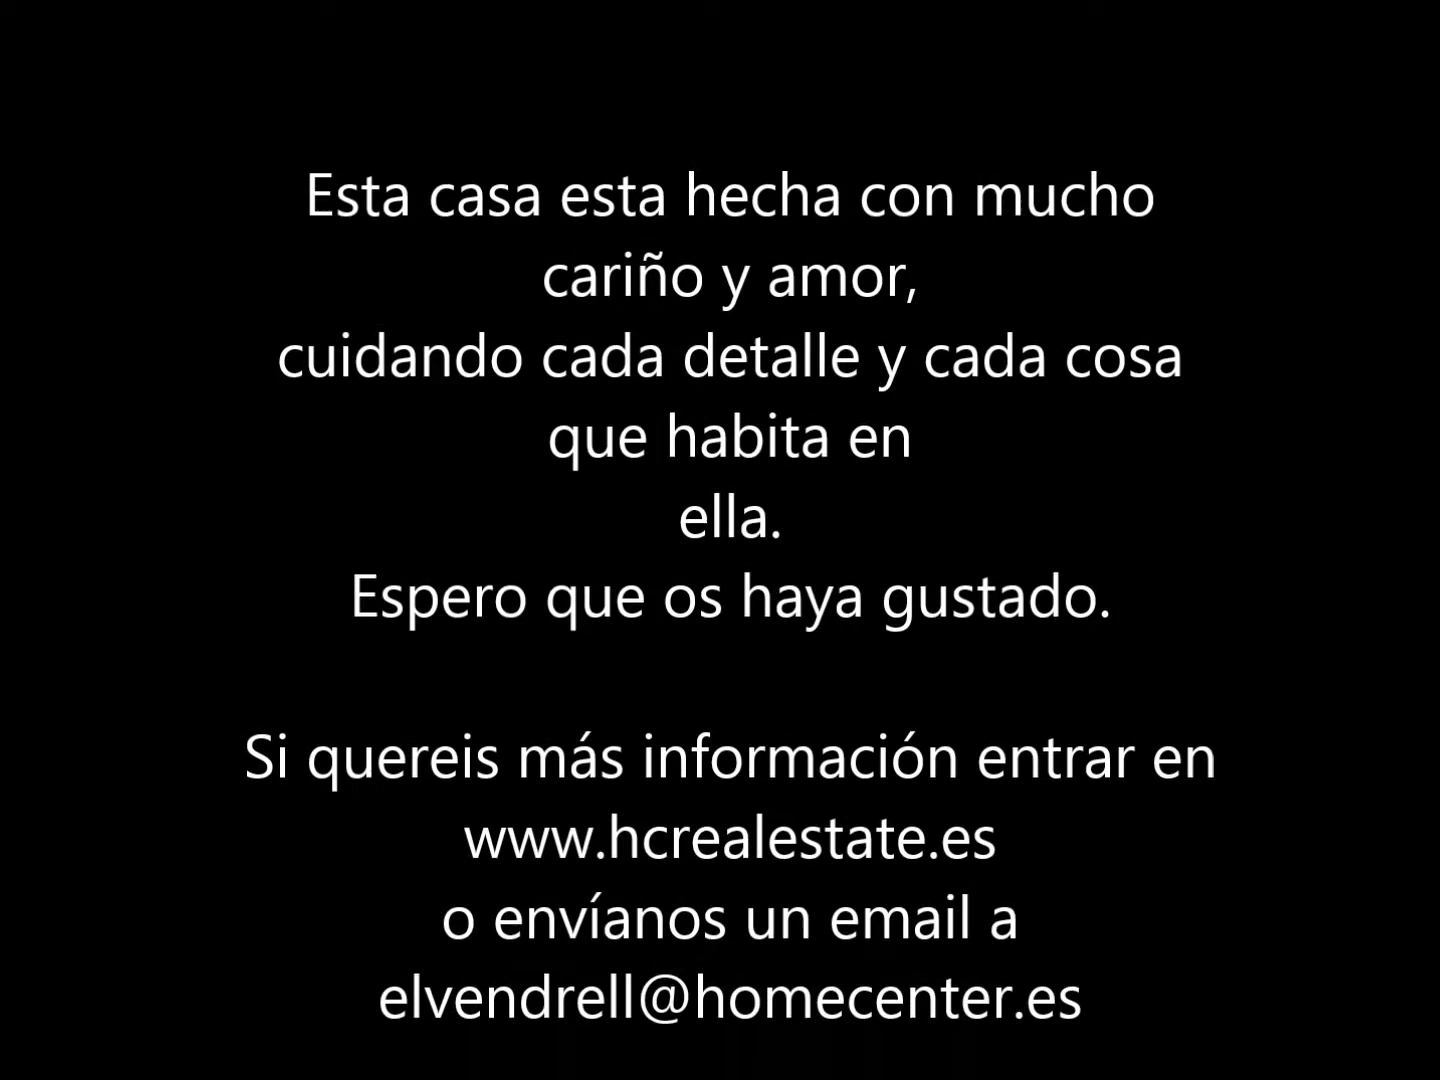 Esta casa esta hecha con mucho
cariño y amor,
cuidando cada detalle y cada cosa
que habita en
ella.
Espero que os haya gustado.
Si quereis más información entrar en
www.hcrealestate.es
o envíanos un email a
elvendrell@homecenter.es